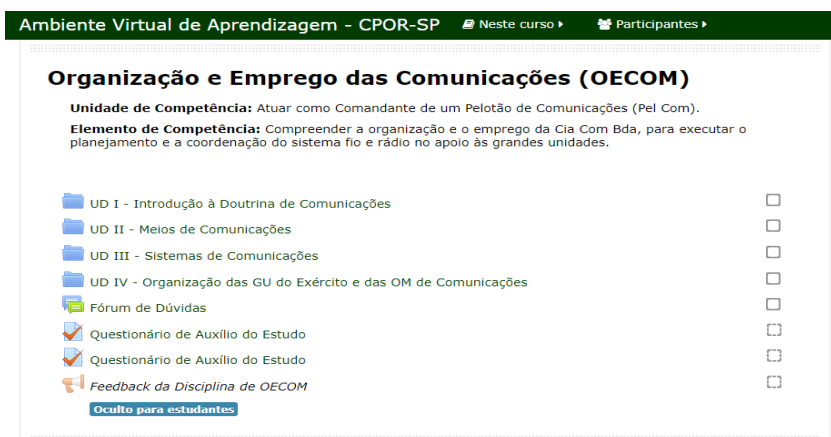 Ambiente Virtual de Aprendizagem - CPOR-SP Neste curso Participantes
Organização e Emprego das Comunicações (OECOM)
Unidade de Competência: Atuar como Comandante de um Pelotão de Comunicações (Pel Com).
Elemento de Competência: Compreender a organização e o emprego da Cia Com Bda, para executar o
planejamento e a coordenação do sistema fio e rádio no apoio às grandes unidades.
UD I - Introdução à Doutrina de Comunicações
UD II - Meios de Comunicações
UD III - Sistemas de Comunicações
UD IV - Organização das GU do Exército e das OM de Comunicações
Fórum de Dúvidas
Questionário de Auxílio do Estudo
Questionário de Auxílio do Estudo
Feedback da Disciplina de OECOM
Oculto para estudantes